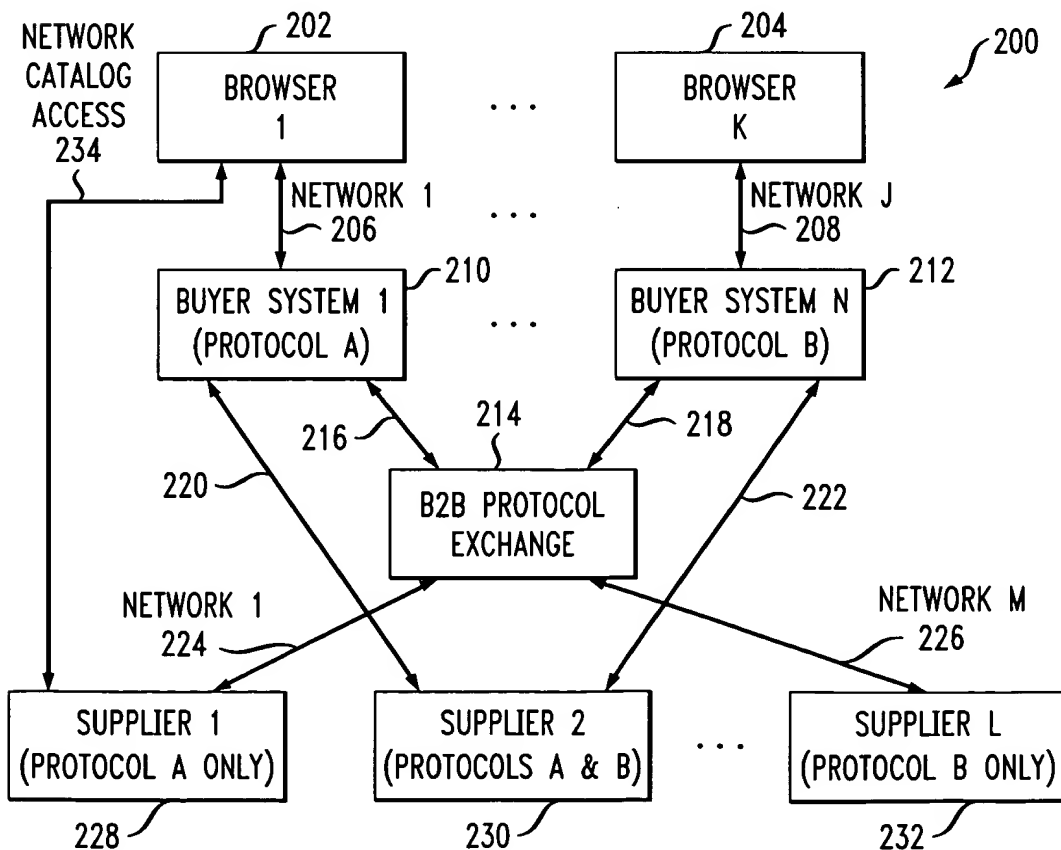 NETWORK
CATALOG
ACCESS
234
202
BROWSER
1
. . .
204
BROWSER
K
200
NETWORK 1
206
. . .
NETWORK J
208
210
BUYER SYSTEM 1
(PROTOCOL A)
. . .
212
BUYER SYSTEM N
(PROTOCOL B)
216
214
218
220
B2B PROTOCOL
EXCHANGE
222
NETWORK 1
224
NETWORK M
226
SUPPLIER 1
(PROTOCOL A ONLY)
228
SUPPLIER 2
(PROTOCOLS A & B)
230
. . .
SUPPLIER L
(PROTOCOL B ONLY)
232